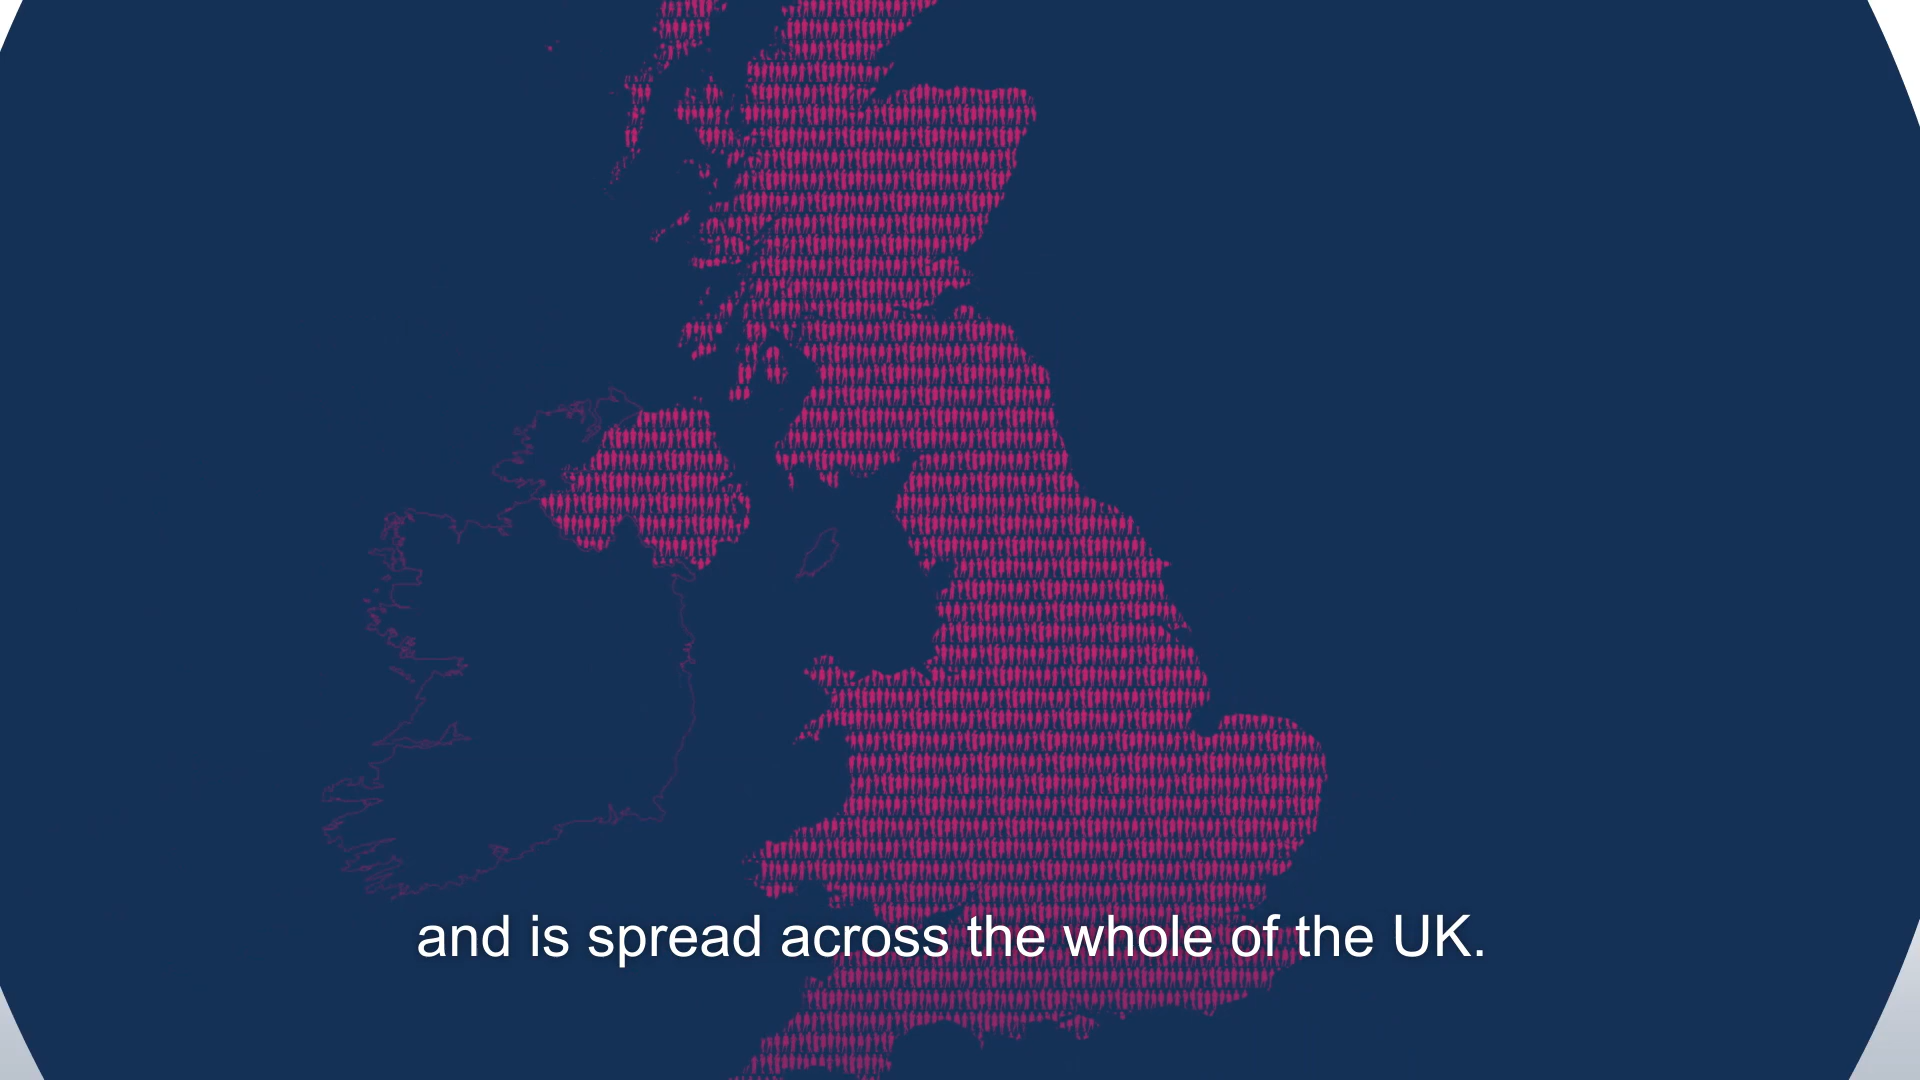 and is spread across the whole of the UK.